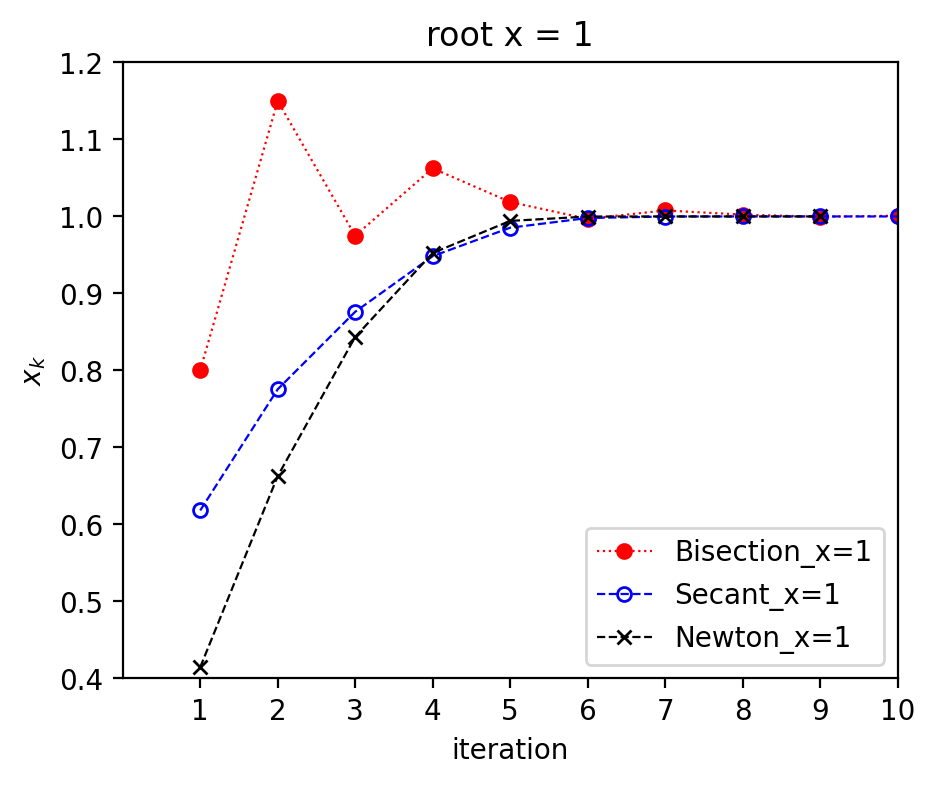 root x = 1
1.2
1.1
1.0
0.9
0.8
0.7
0.6
0.5
0.4
x_k
1 2 3 4 5 6 7 8 9 10
iteration
Bisection_x=1
Secant_x=1
Newton_x=1